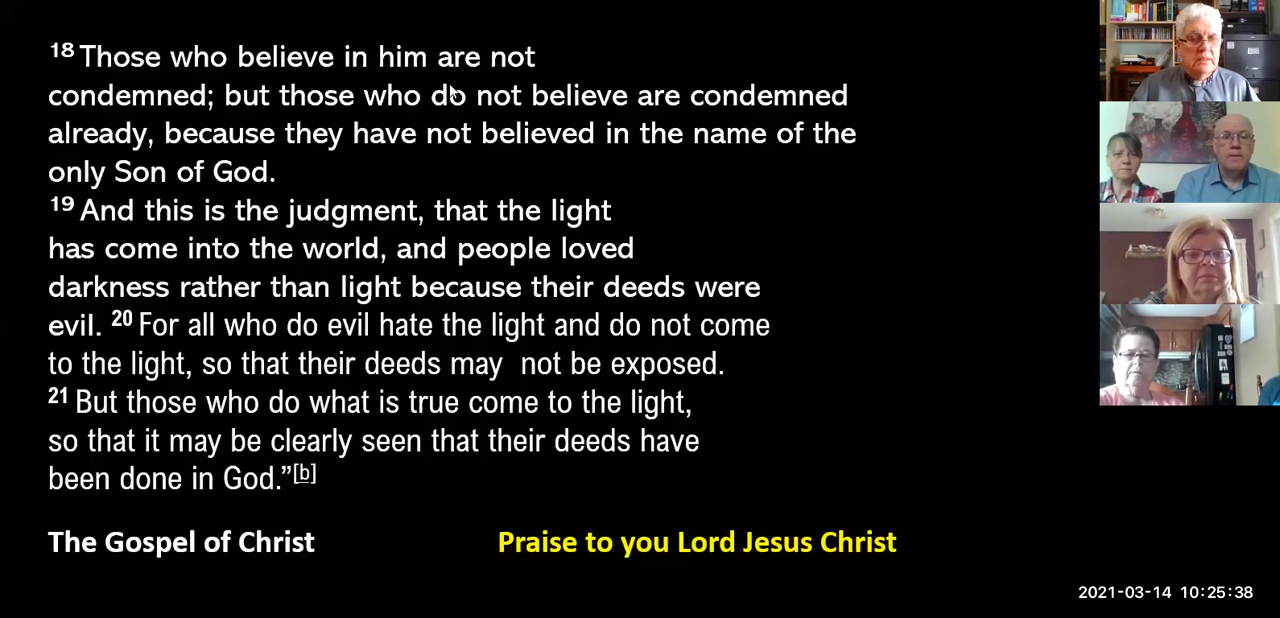 18 Those who believe in him are not
condemned; but those who do not believe are condemned
already, because they have not believed in the name of the
only Son of God.
19 And this is the judgment, that the light
has come into the world, and people loved
darkness rather than light because their deeds were
evil. 20 For all who do evil hate the light and do not come
to the light, so that their deeds may  not be exposed.
21 But those who do what is true come to the light,
so that it may be clearly seen that their deeds have
been done in God.”[b]
The Gospel of Christ
Praise to you Lord Jesus Christ
2021-03-14 10:25:38